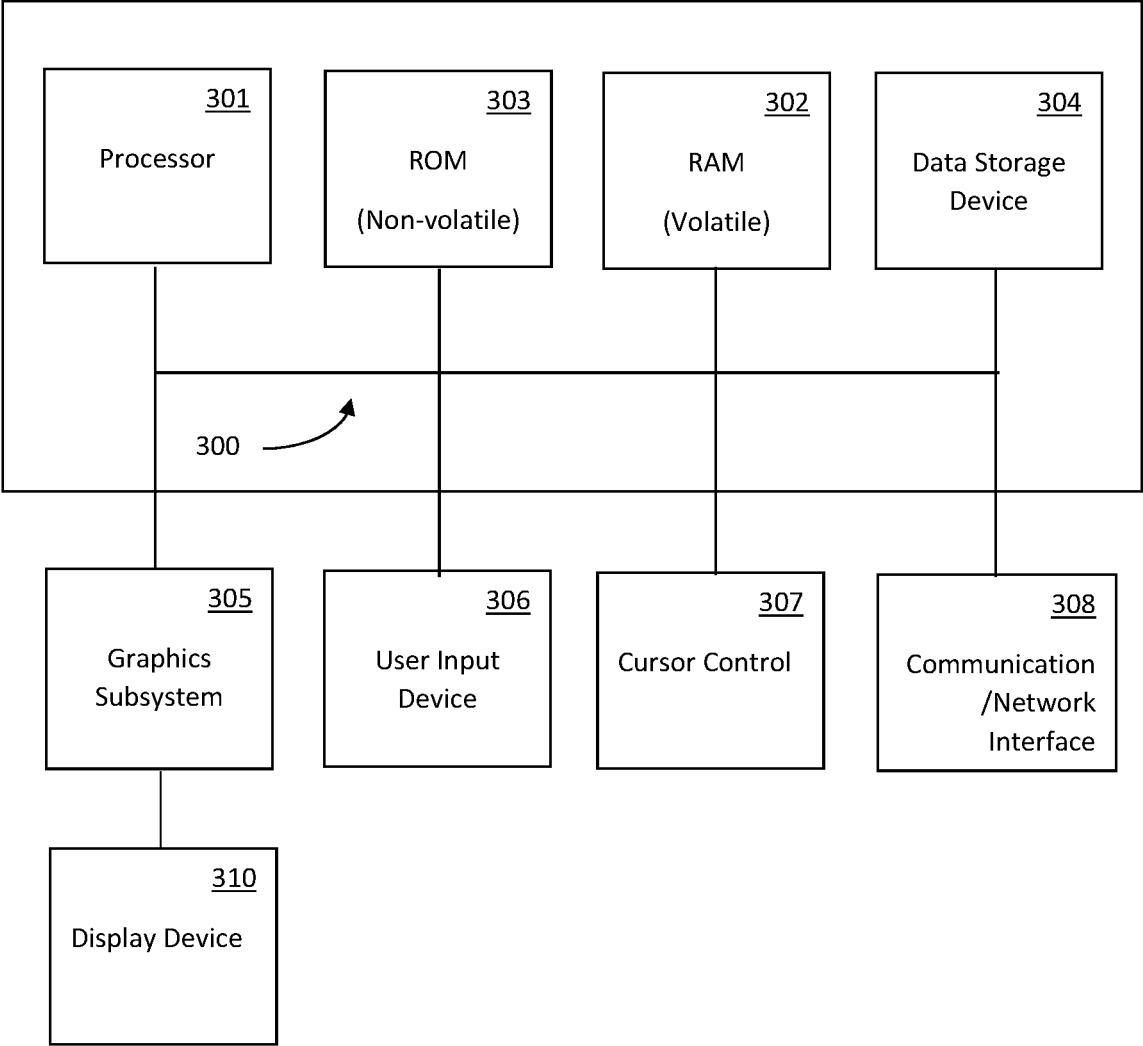 301
Processor
303
ROM
(Non-volatile)
302
RAM
(Volatile)
304
Data Storage
Device
300
305
Graphics
Subsystem
306
User Input
Device
307
Cursor Control
308
Communication
/Network
Interface
310
Display Device